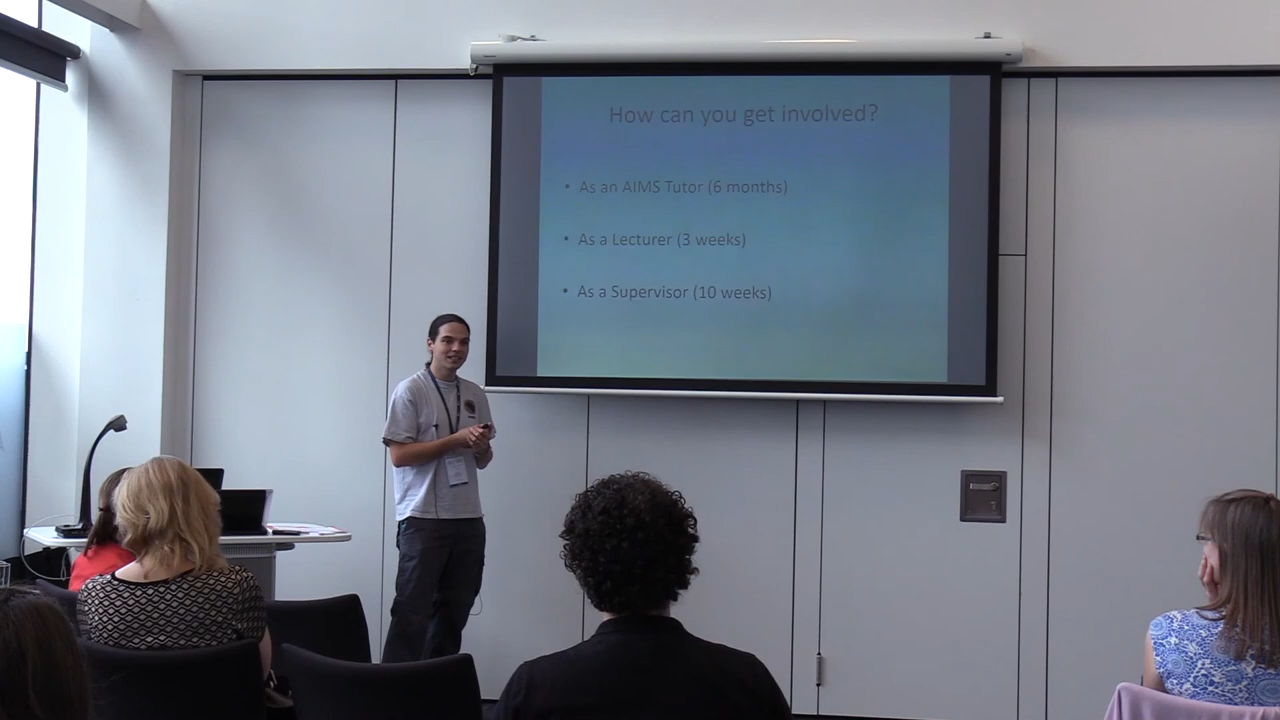 How can you get involved?
• As an AIMS Tutor (6 months)
• As a Lecturer (3 weeks)
• As a Supervisor (10 weeks)